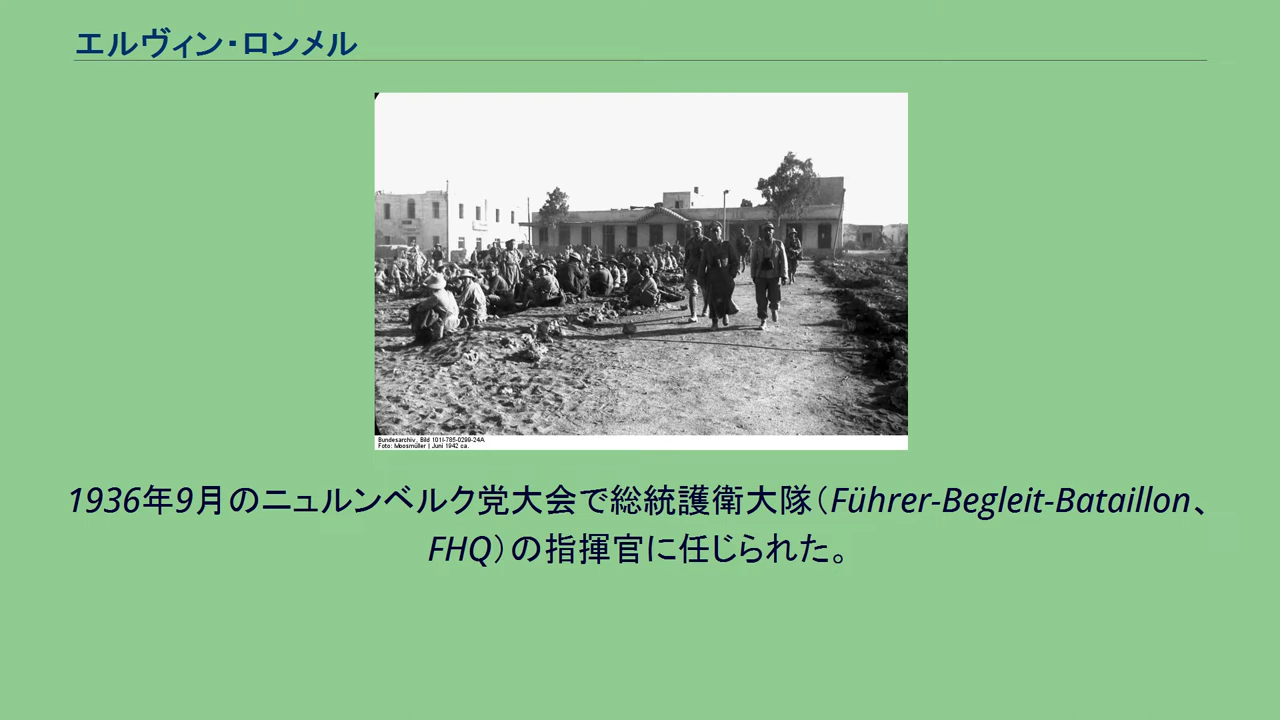 エルヴィン・ロンメル
Bundesarchiv, Bild 101I-785-0299-24A
Foto: Moosmüller | Juni 1942 ca.
1936年9月のニュルンベルク党大会で総統護衛大隊（Führer-Begleit-Bataillon、
FHQ）の指揮官に任じられた。